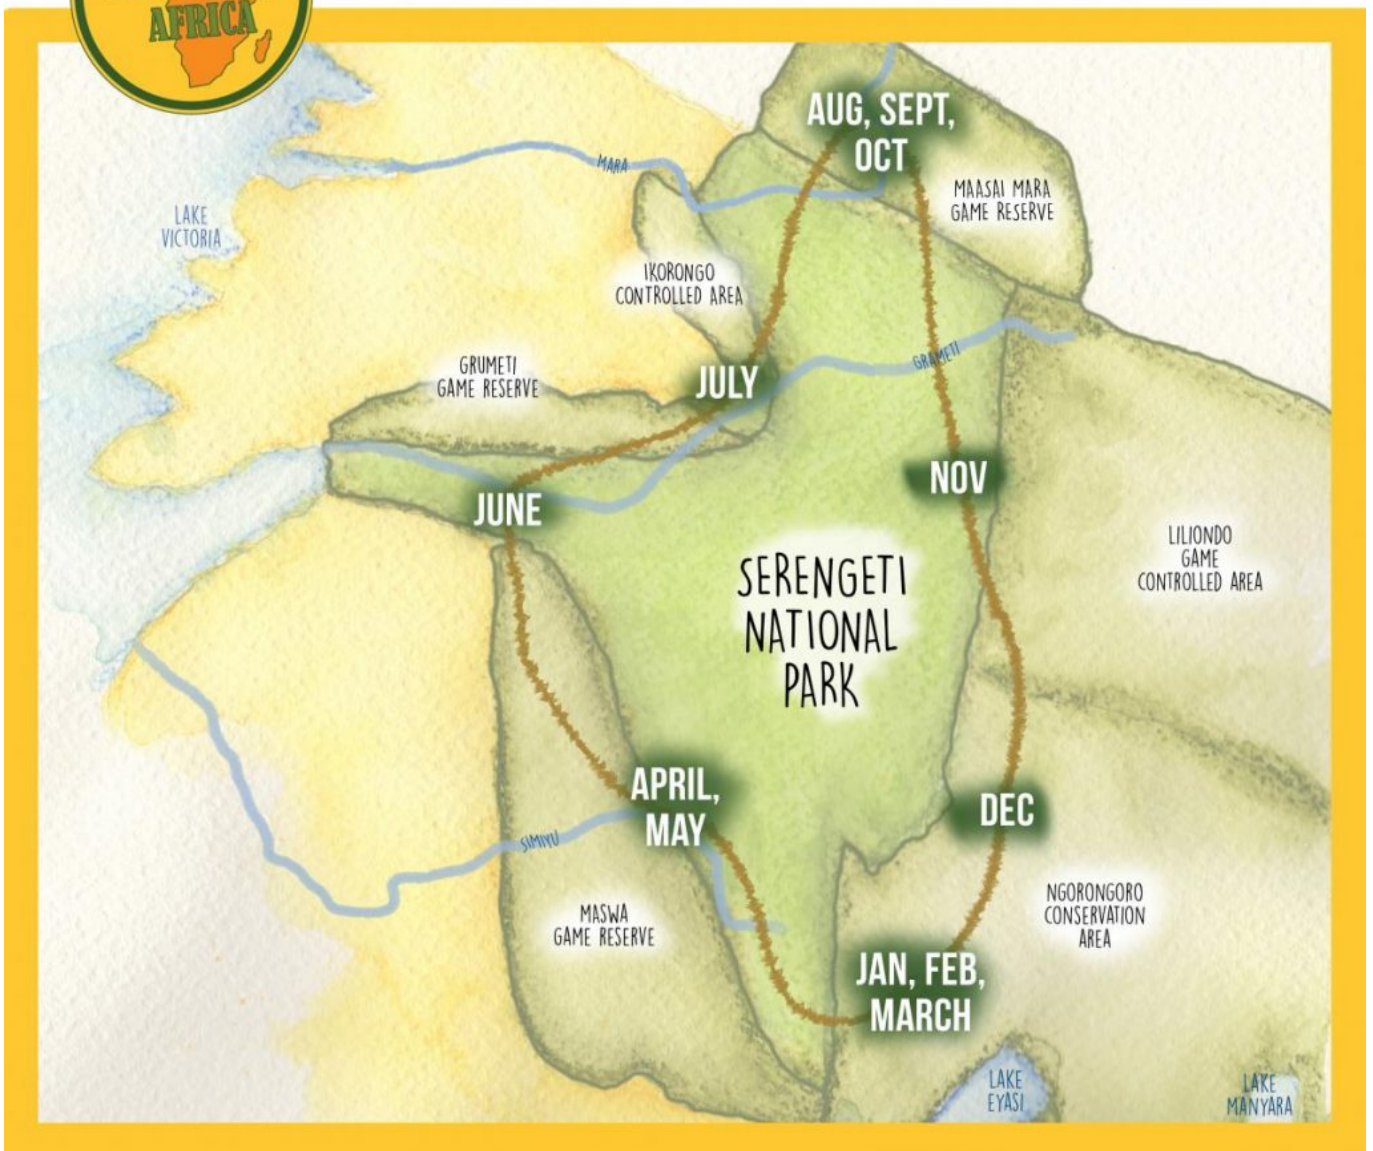 AFRICA
AUG, SEPT,
OCT
MARA
MAASAI MARA
GAME RESERVE
LAKE
VICTORIA
IKORONGO
CONTROLLED AREA
GRAMETI
GRUMETI
GAME RESERVE
JULY
NOV
JUNE
SERENGETI
NATIONAL
PARK
LILIONDO
GAME
CONTROLLED AREA
APRIL,
MAY
DEC
SIMIYU
MASWA
GAME RESERVE
NGORONGORO
CONSERVATION
AREA
JAN, FEB,
MARCH
LAKE
EYASI
LAKE
MANYARA